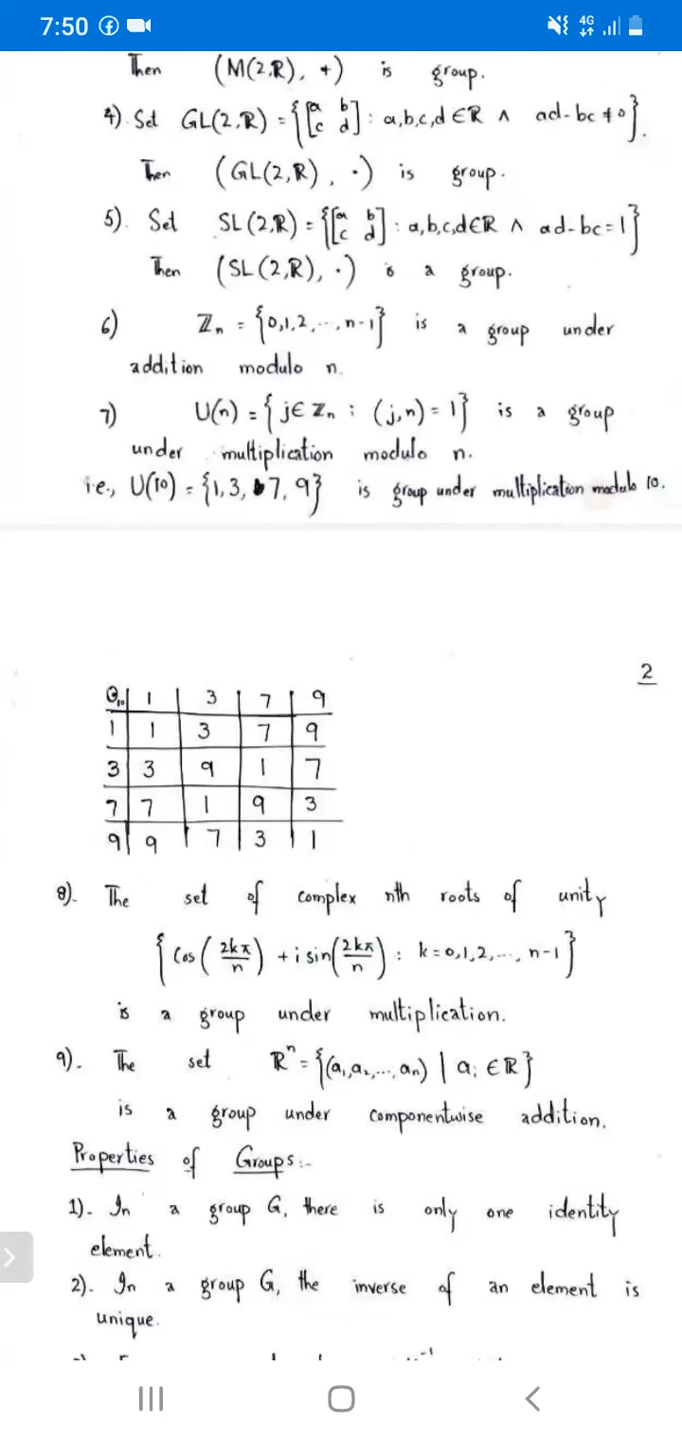 7:50
4G
Then (M(2,R), +) is group.
4). Set GL(2,R) = {[a b c d] : a,b,c,d ∈ R ∧ ad-bc ≠ 0}.
Then (GL(2,R), ·) is group.
5). Set SL(2,R) = {[a b c d] : a,b,c,d ∈ R ∧ ad-bc = 1}
Then (SL(2,R), ·) is a group.
6) Zn = {0,1,2,...,n-1} is a group under
addition modulo n.
7) U(n) = {j ∈ Zn : (j,n) = 1} is a group
under multiplication modulo n.
i.e., U(10) = {1,3,7,9} is group under multiplication modulo 10.
2
⊙10 1 3 7 9
1 1 3 7 9
3 3 9 1 7
7 7 1 9 3
9 9 7 3 1
8). The set of complex nth roots of unity
{Cos(2kπ/n) + i sin(2kπ/n) : k=0,1,2,...,n-1}
is a group under multiplication.
9). The set Rⁿ = {(a₁,a₂,...,an) | ai ∈ R}
is a group under componentwise addition.
Properties of Groups:-
1). In a group G, there is only one identity
element.
2). In a group G, the inverse of an element is
unique.